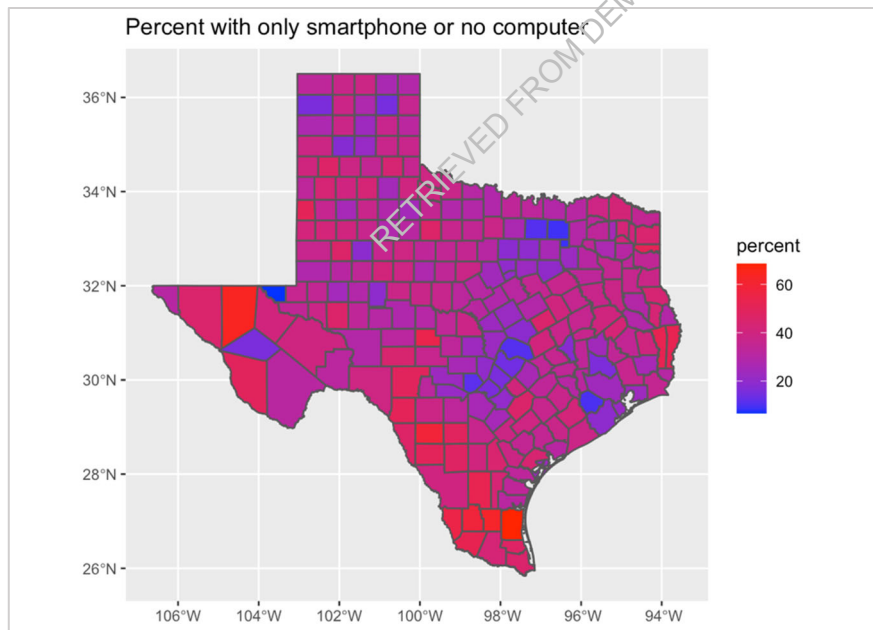 Percent with only smartphone or no computer
RETRIEVED FROM DEM
36°N
34°N
32°N
30°N
28°N
26°N
106°W 104°W 102°W 100°W 98°W 96°W 94°W
percent
60
40
20